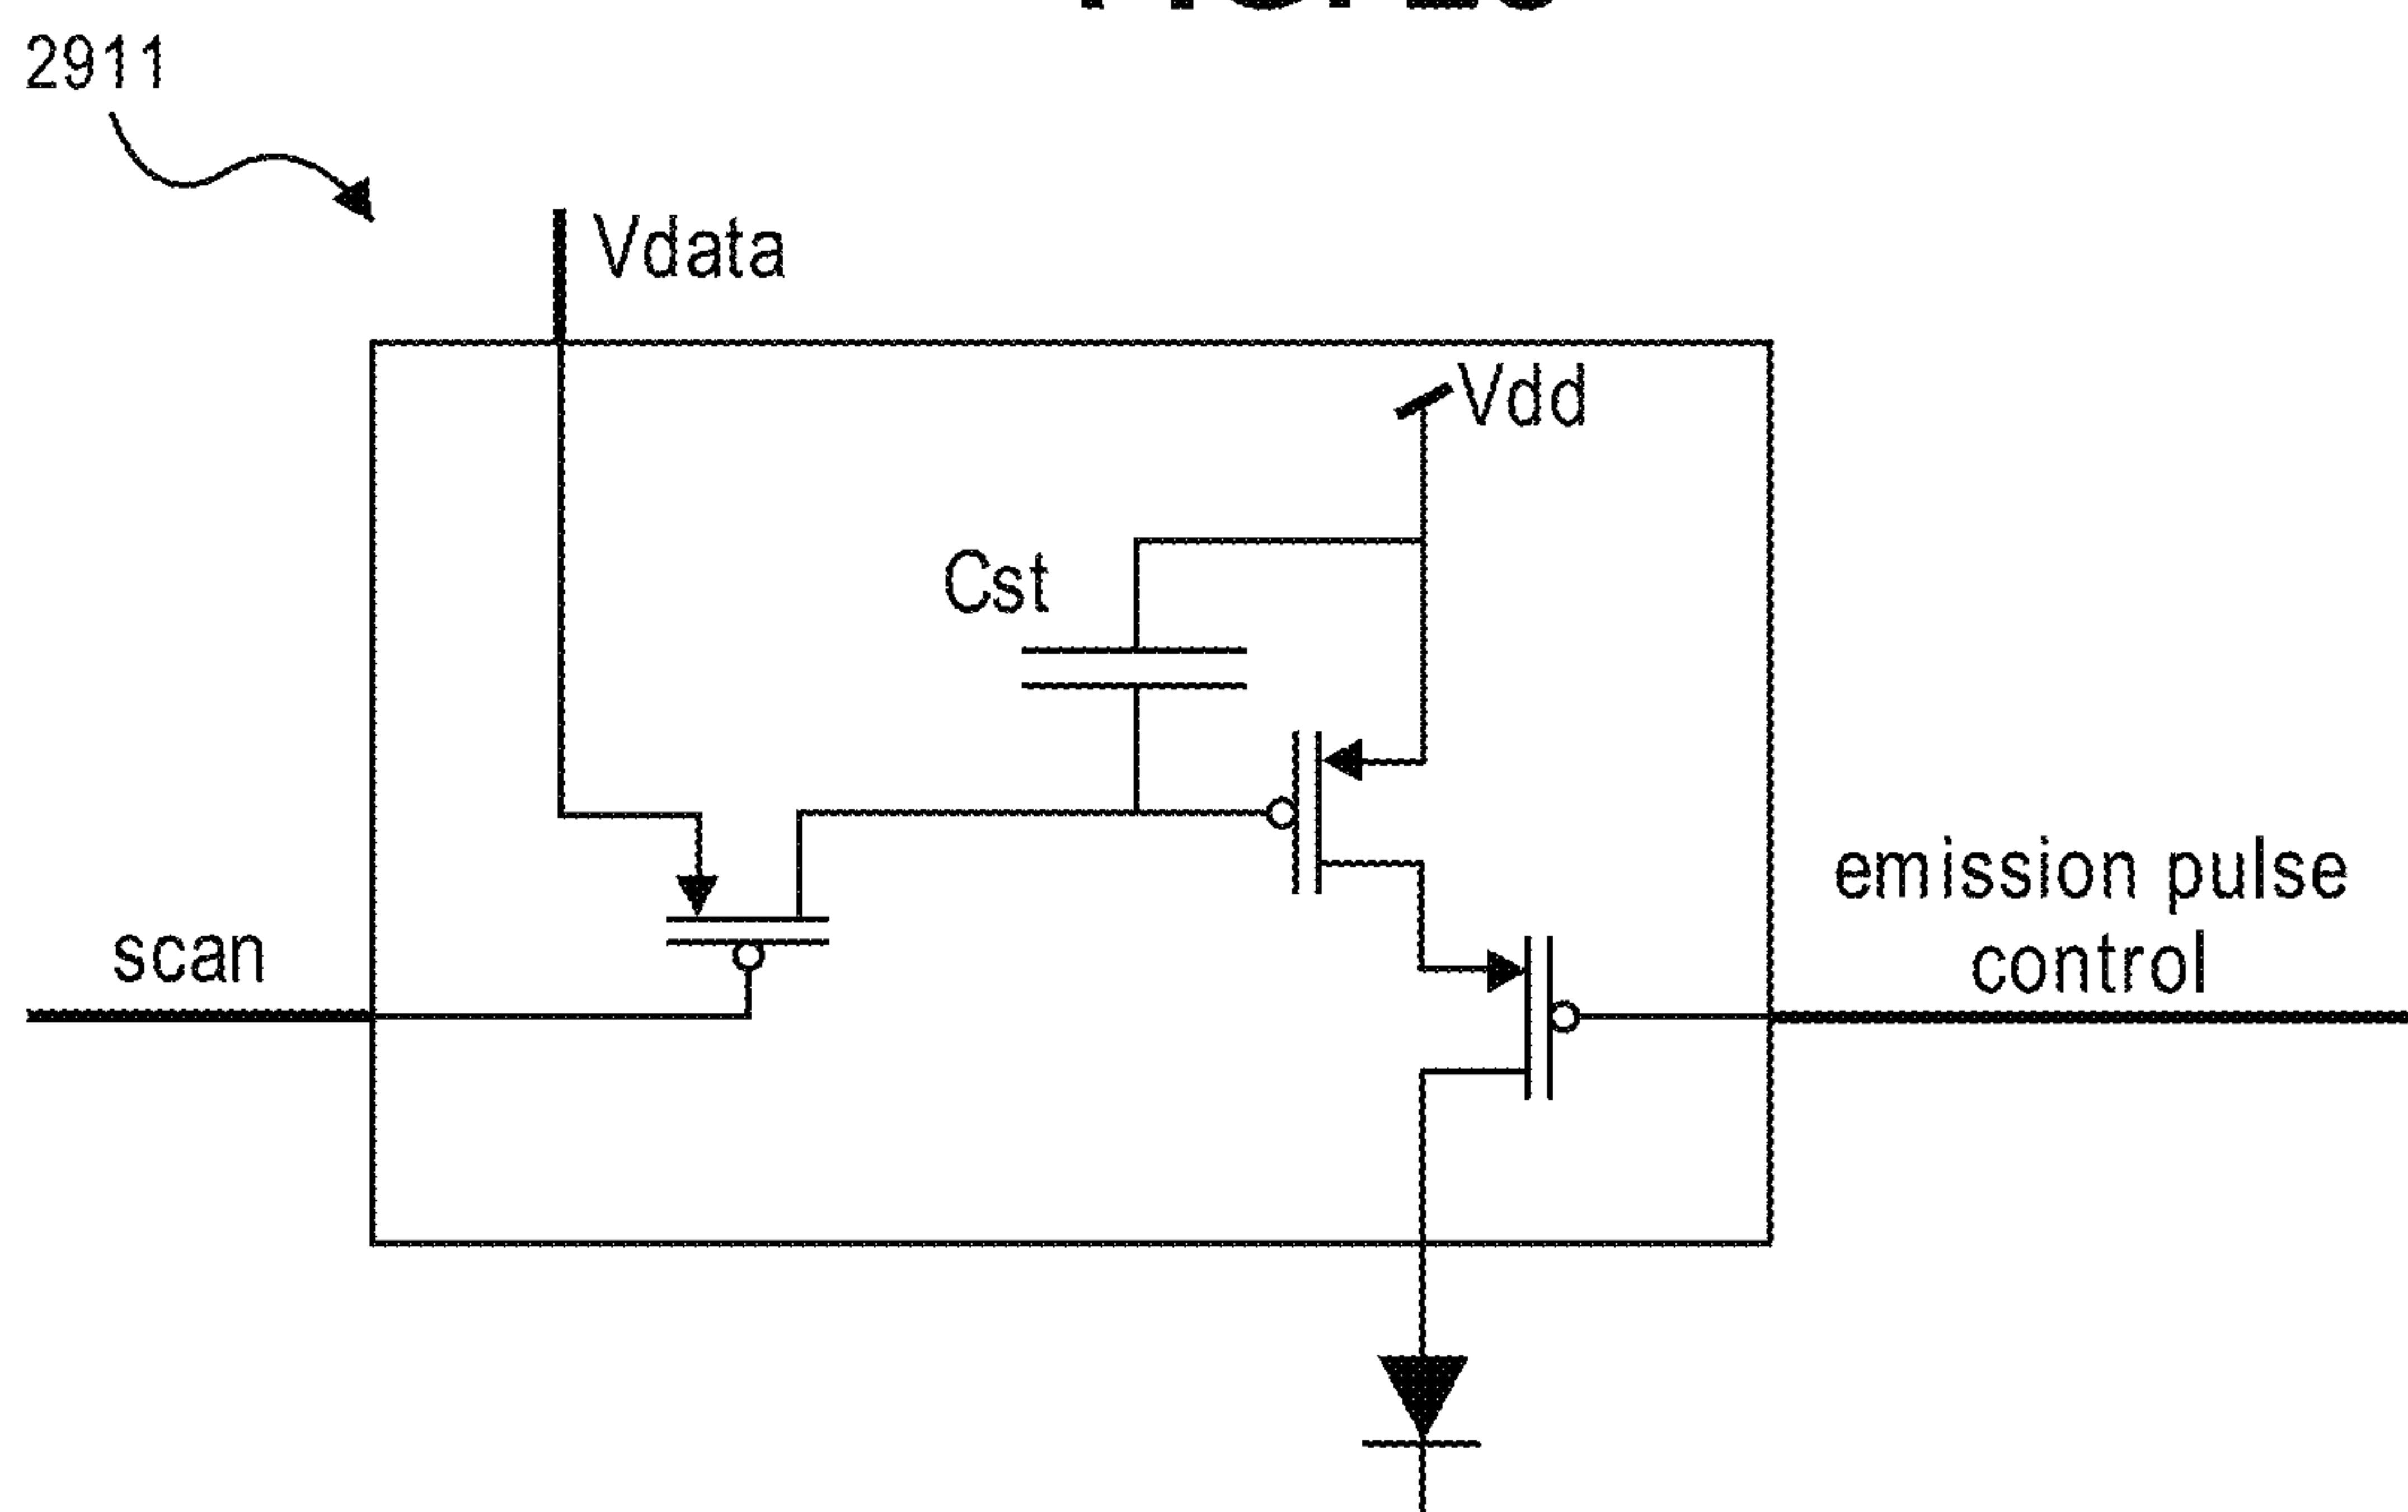 2911
Vdata
Vdd
Cst
emission pulse
control
scan